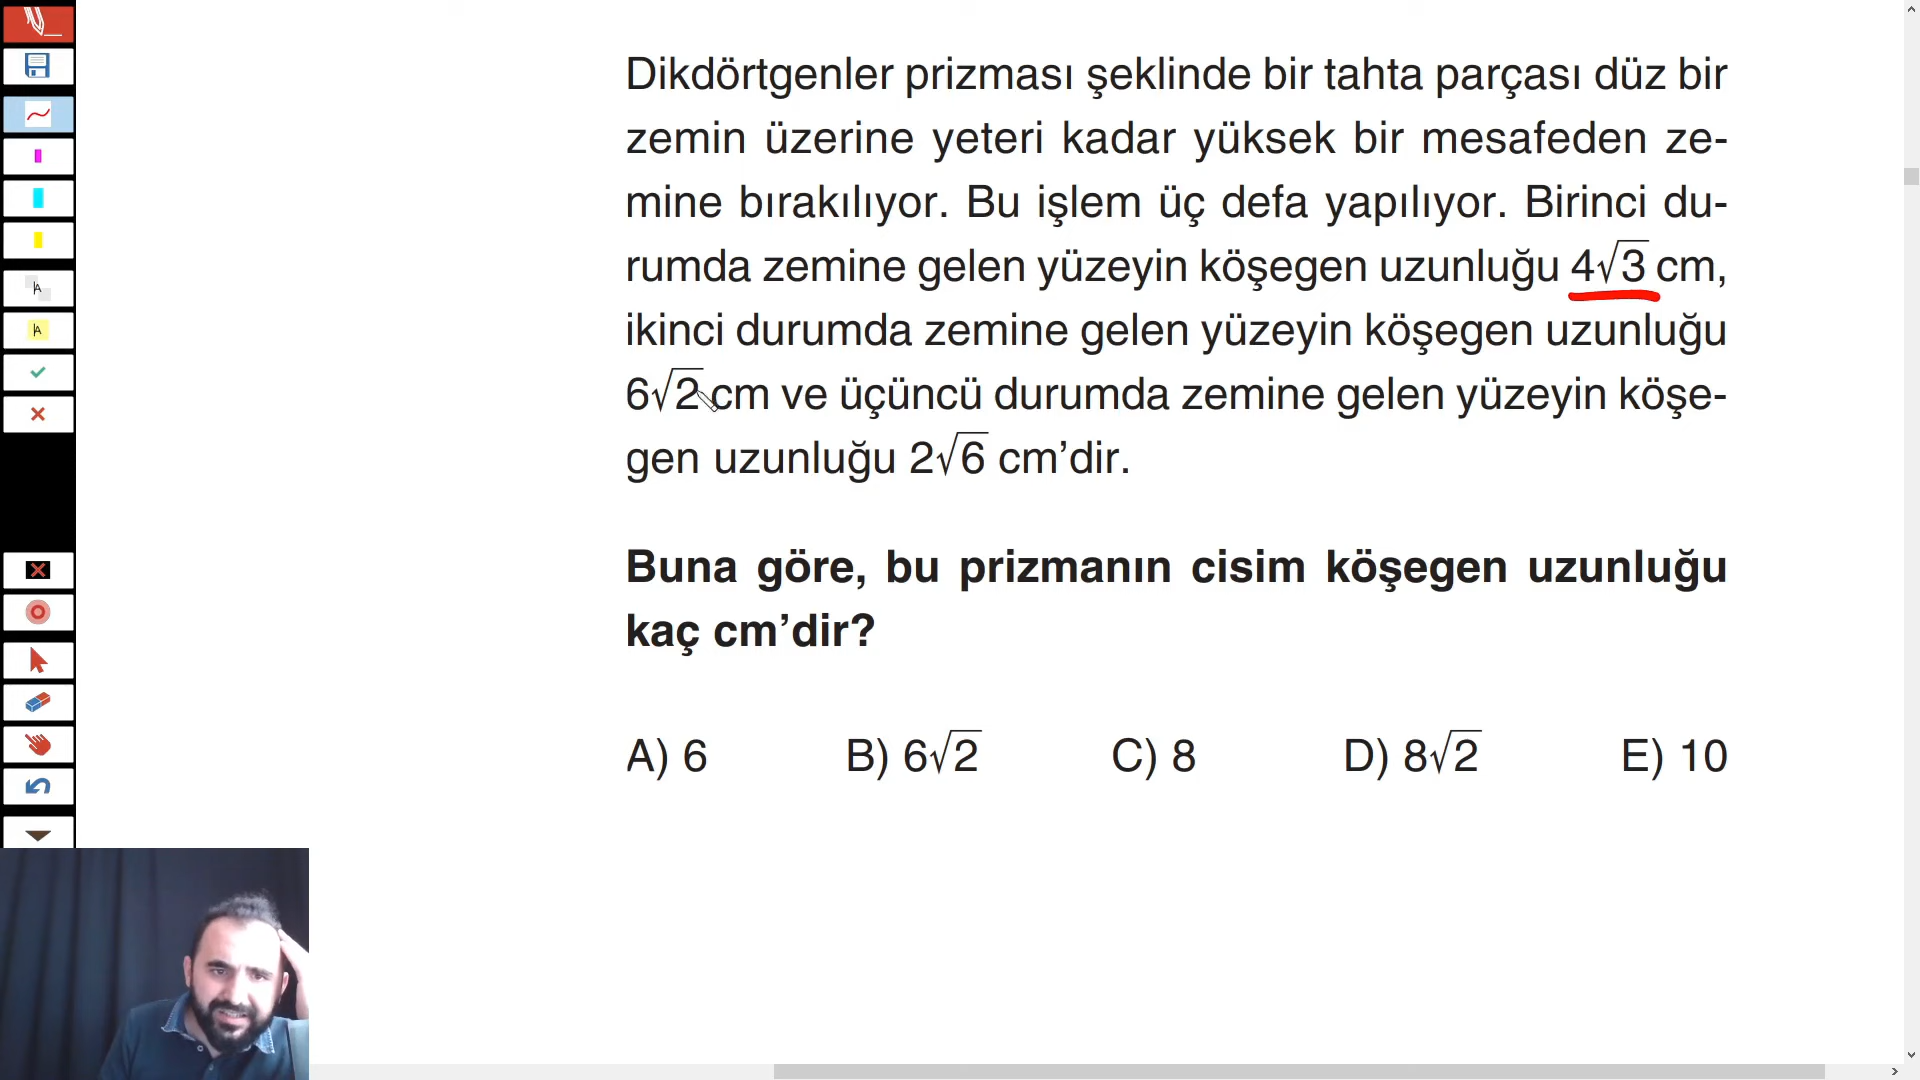 Dikdörtgenler prizması şeklinde bir tahta parçası düz bir
zemin üzerine yeteri kadar yüksek bir mesafeden ze-
mine bırakılıyor. Bu işlem üç defa yapılıyor. Birinci du-
rumda zemine gelen yüzeyin köşegen uzunluğu 4√3 cm,
ikinci durumda zemine gelen yüzeyin köşegen uzunluğu
6√2 cm ve üçüncü durumda zemine gelen yüzeyin köşe-
gen uzunluğu 2√6 cm’dir.
Buna göre, bu prizmanın cisim köşegen uzunluğu
kaç cm’dir?
A) 6 B) 6√2 C) 8 D) 8√2 E) 10